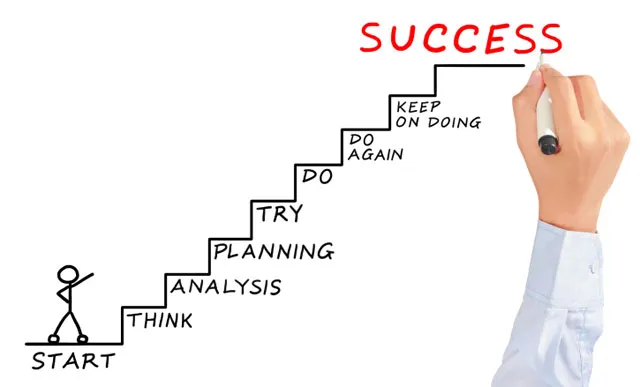 SUCCESS
KEEP
ON DOING
DO
AGAIN
DO
TRY
PLANNING
ANALYSIS
THINK
START